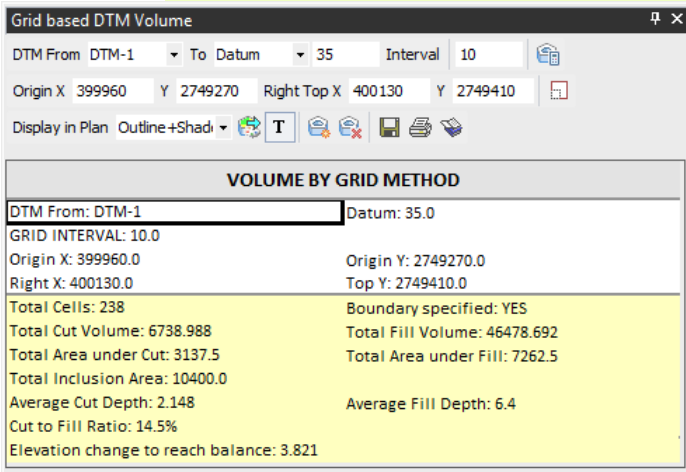 Grid based DTM Volume
DTM From DTM-1 To Datum 35 Interval 10
Origin X 399960 Y 2749270 Right Top X 400130 Y 2749410
Display in Plan Outline+Shad T
VOLUME BY GRID METHOD
DTM From: DTM-1 Datum: 35.0
GRID INTERVAL: 10.0
Origin X: 399960.0 Origin Y: 2749270.0
Right X: 400130.0 Top Y: 2749410.0
Total Cells: 238 Boundary specified: YES
Total Cut Volume: 6738.988 Total Fill Volume: 46478.692
Total Area under Cut: 3137.5 Total Area under Fill: 7262.5
Total Inclusion Area: 10400.0
Average Cut Depth: 2.148 Average Fill Depth: 6.4
Cut to Fill Ratio: 14.5%
Elevation change to reach balance: 3.821